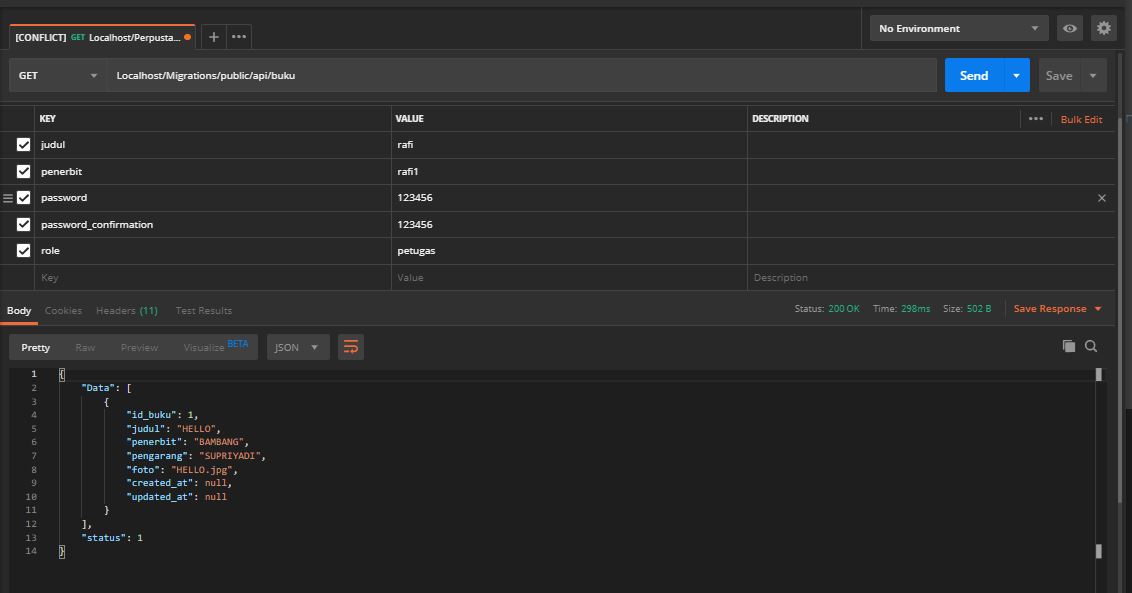 [CONFLICT] GET Localhost/Perpusta... + ••• No Environment
GET Localhost/Migrations/public/api/buku Send Save
KEY VALUE DESCRIPTION ••• Bulk Edit
judul rafi
penerbit rafi1
password 123456
password_confirmation 123456
role petugas
Key Value Description
Body Cookies Headers (11) Test Results Status: 200 OK Time: 298ms Size: 502 B Save Response
Pretty Raw Preview Visualize BETA JSON
1 {
2 "Data": [
3 {
4 "id_buku": 1,
5 "judul": "HELLO",
6 "penerbit": "BAMBANG",
7 "pengarang": "SUPRIYADI",
8 "foto": "HELLO.jpg",
9 "created_at": null,
10 "updated_at": null
11 }
12 ],
13 "status": 1
14 }